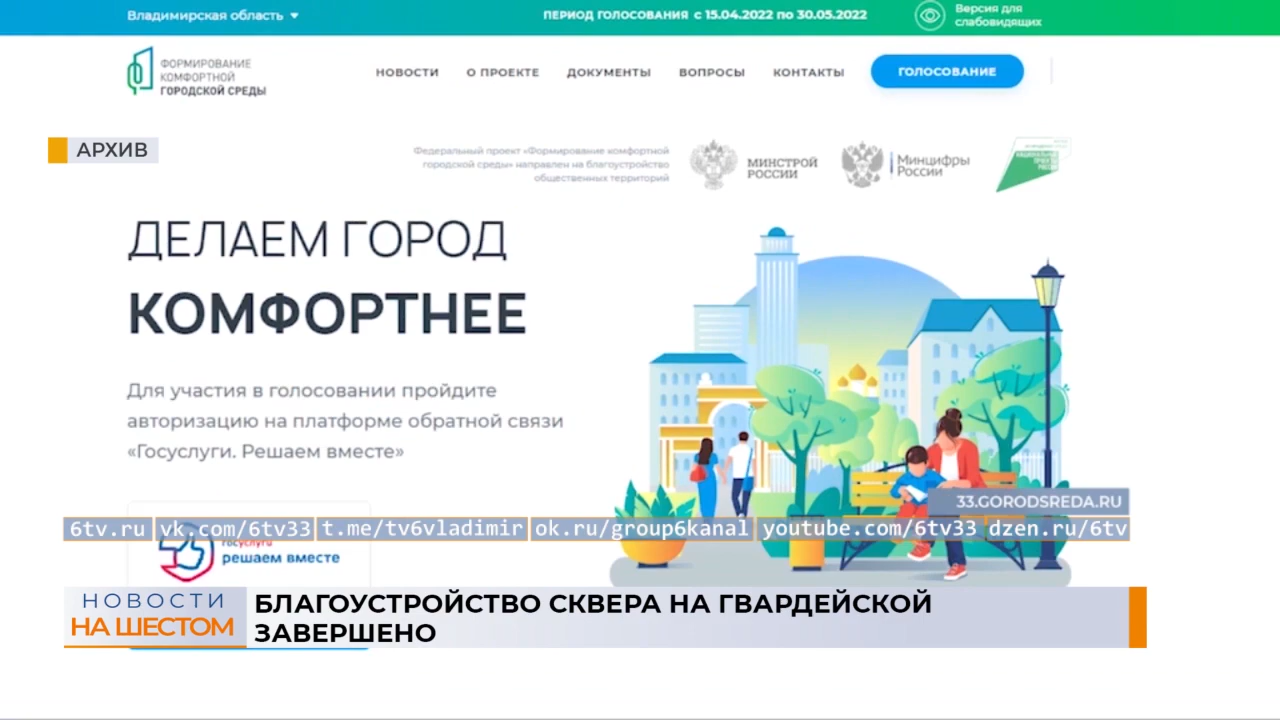 Владимирская область
ПЕРИОД ГОЛОСОВАНИЯ с 15.04.2022 по 30.05.2022
Версия для
слабовидящих
ФОРМИРОВАНИЕ
КОМФОРТНОЙ
ГОРОДСКОЙ СРЕДЫ
НОВОСТИ О ПРОЕКТЕ ДОКУМЕНТЫ ВОПРОСЫ КОНТАКТЫ ГОЛОСОВАНИЕ
АРХИВ
Федеральный проект «Формирование комфортной
городской среды» направлен на благоустройство
общественных территорий
МИНСТРОЙ
РОССИИ
Минцифры
России
НАЦИОНАЛЬНЫЕ
ПРОЕКТЫ
РОССИИ
ДЕЛАЕМ ГОРОД
КОМФОРТНЕЕ
Для участия в голосовании пройдите
авторизацию на платформе обратной связи
«Госуслуги. Решаем вместе»
33.GORODSREDA.RU
6tv.ru vk.com/6tv33 t.me/tv6vladimir ok.ru/group6kanal youtube.com/6tv33 dzen.ru/6tv
госуслуги
решаем вместе
НОВОСТИ
НА ШЕСТОМ
БЛАГОУСТРОЙСТВО СКВЕРА НА ГВАРДЕЙСКОЙ
ЗАВЕРШЕНО